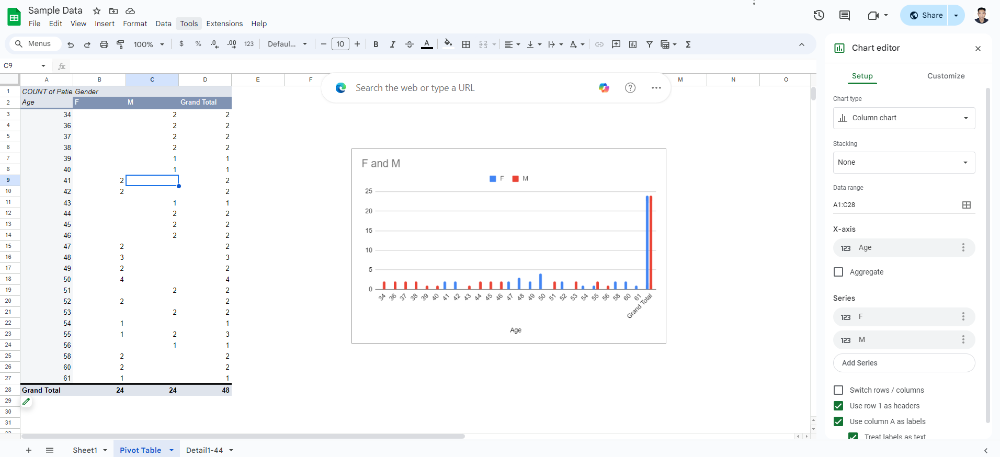 Sample Data
File Edit View Insert Format Data Tools Extensions Help
Share
Menus 100% $ % .0 .00 123 Defaul... 10 B I A Σ
C9 fx
A B C D E F M N O
Search the web or type a URL
1 COUNT of Patie Gender
2 Age F M Grand Total
3 34 2 2
4 36 2 2
5 37 2 2
6 38 2 2
7 39 1 1
8 40 1 1
9 41 2 2
10 42 2 2
11 43 1 1
12 44 2 2
13 45 2 2
14 46 2 2
15 47 2 2
16 48 3 3
17 49 2 2
18 50 4 4
19 51 2 2
20 52 2 2
21 53 2 2
22 54 1 1
23 55 1 2 3
24 56 1 1
25 58 2 2
26 60 2 2
27 61 1 1
28 Grand Total 24 24 48
29
30
31
F and M
F M
25
20
15
10
5
0
34 36 37 38 39 40 41 42 43 44 45 46 47 48 49 50 51 52 53 54 55 56 58 60 61 Grand Total
Age
Chart editor
Setup Customize
Chart type
Column chart
Stacking
None
Data range
A1:C28
X-axis
123 Age
Aggregate
Series
123 F
123 M
Add Series
Switch rows / columns
Use row 1 as headers
Use column A as labels
Treat labels as text
Sheet1 Pivot Table Detail1-44